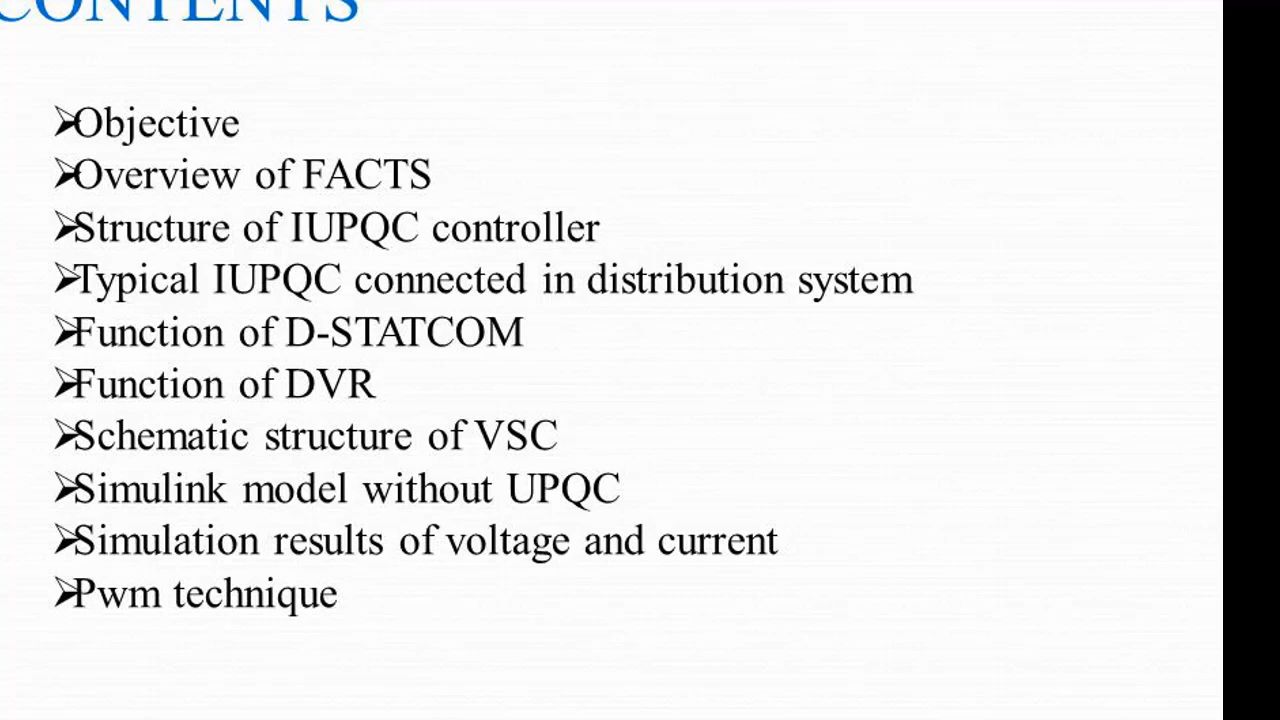 CONTENTS
➢Objective
➢Overview of FACTS
➢Structure of IUPQC controller
➢Typical IUPQC connected in distribution system
➢Function of D-STATCOM
➢Function of DVR
➢Schematic structure of VSC
➢Simulink model without UPQC
➢Simulation results of voltage and current
➢Pwm technique